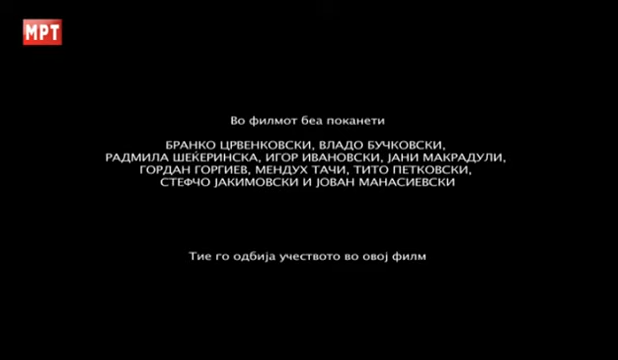 МРТ
Во филмот беа поканети
БРАНКО ЦРВЕНКОВСКИ, ВЛАДО БУЧКОВСКИ,
РАДМИЛА ШЕЌЕРИНСКА, ИГОР ИВАНОВСКИ, ЈАНИ МАКРАДУЛИ,
ГОРДАН ГОРГИЕВ, МЕНДУХ ТАЧИ, ТИТО ПЕТКОВСКИ,
СТЕФЧО ЈАКИМОВСКИ И ЈОВАН МАНАСИЕВСКИ
Тие го одбија учеството во овој филм